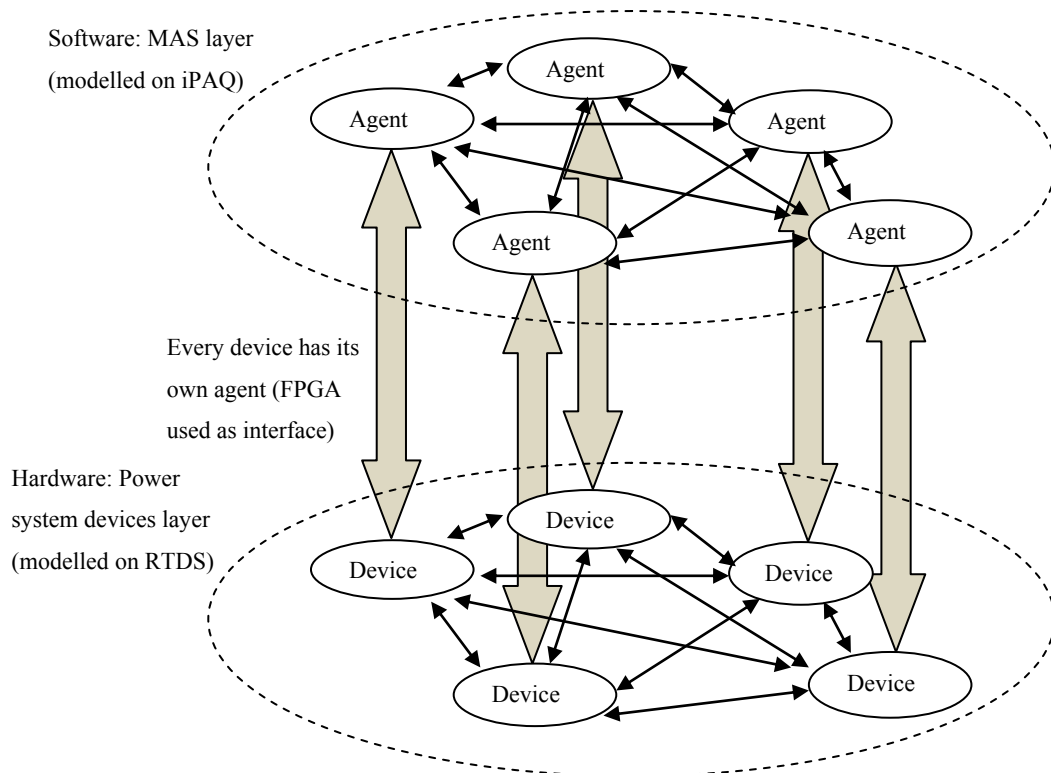 Software: MAS layer
(modelled on iPAQ)
Agent
Agent
Agent
Agent
Agent
Every device has its
own agent (FPGA
used as interface)
Hardware: Power
system devices layer
(modelled on RTDS)
Device
Device
Device
Device
Device